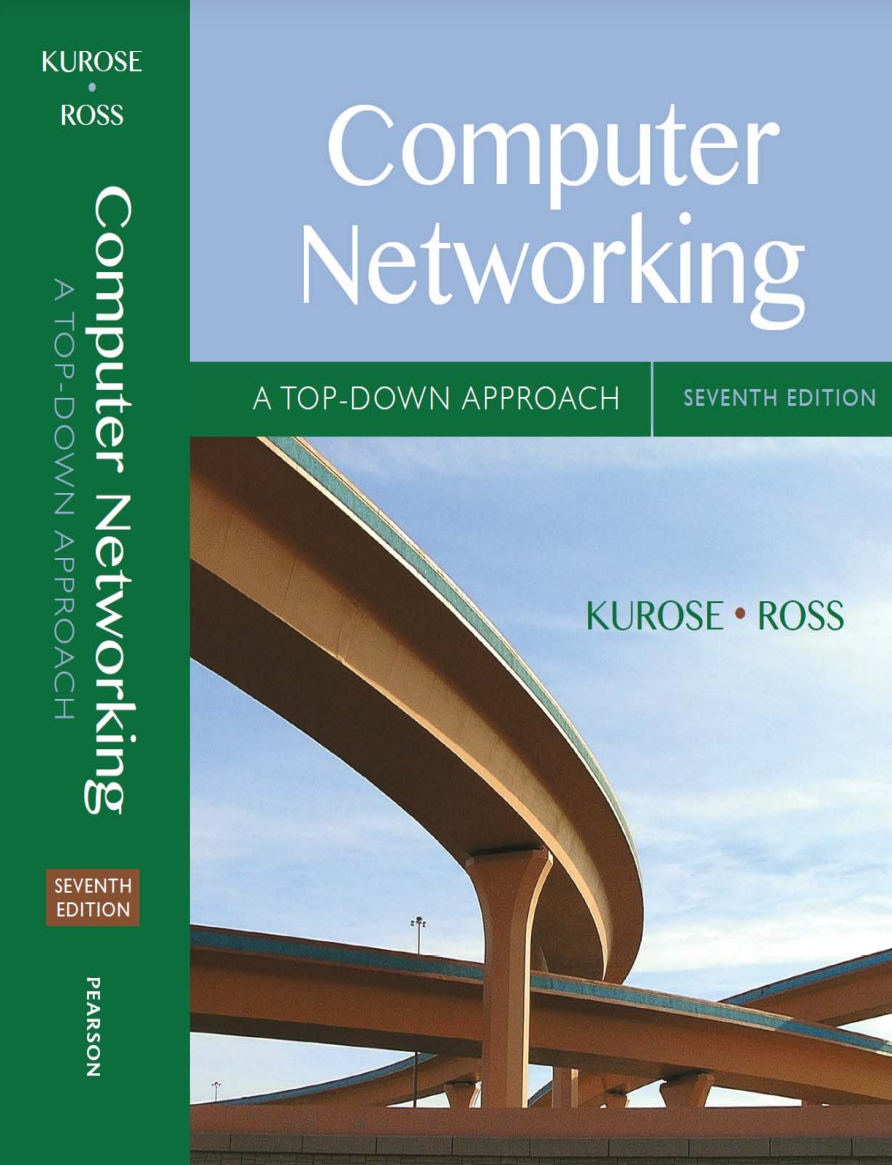 KUROSE
•
ROSS
Computer Networking
A TOP-DOWN APPROACH
SEVENTH
EDITION
PEARSON
Computer
Networking
A TOP-DOWN APPROACH
SEVENTH EDITION
KUROSE • ROSS